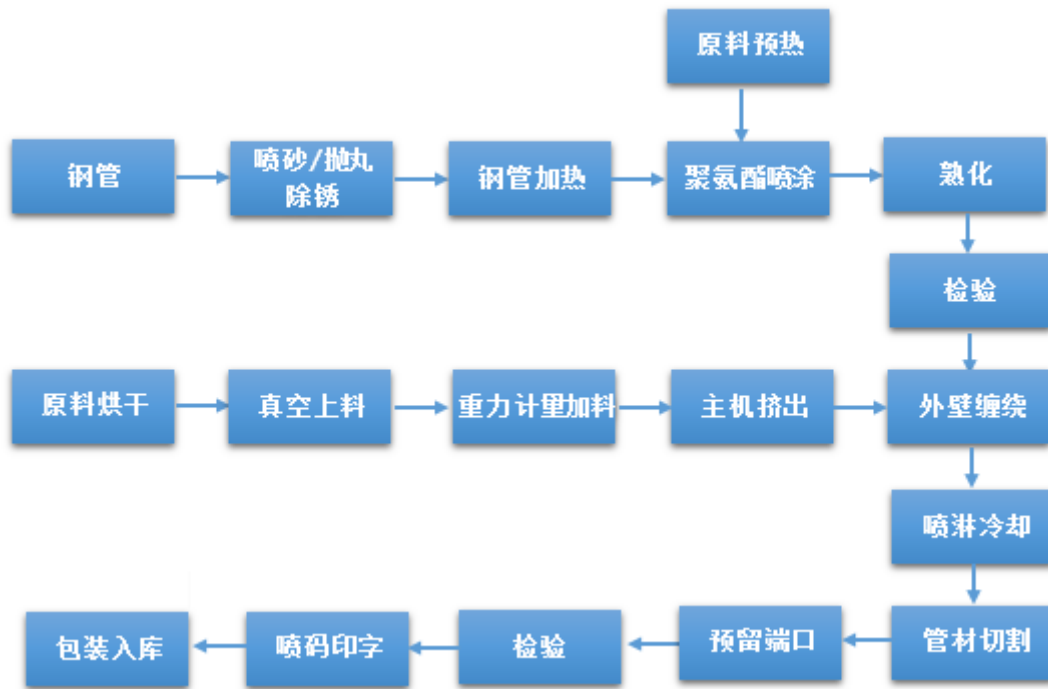 原料预热
钢管
喷砂/抛丸
除锈
钢管加热
聚氨酯喷涂
熟化
检验
原料烘干
真空上料
重力计量加料
主机挤出
外壁缠绕
喷淋冷却
包装入库
喷码印字
检验
预留端口
管材切割